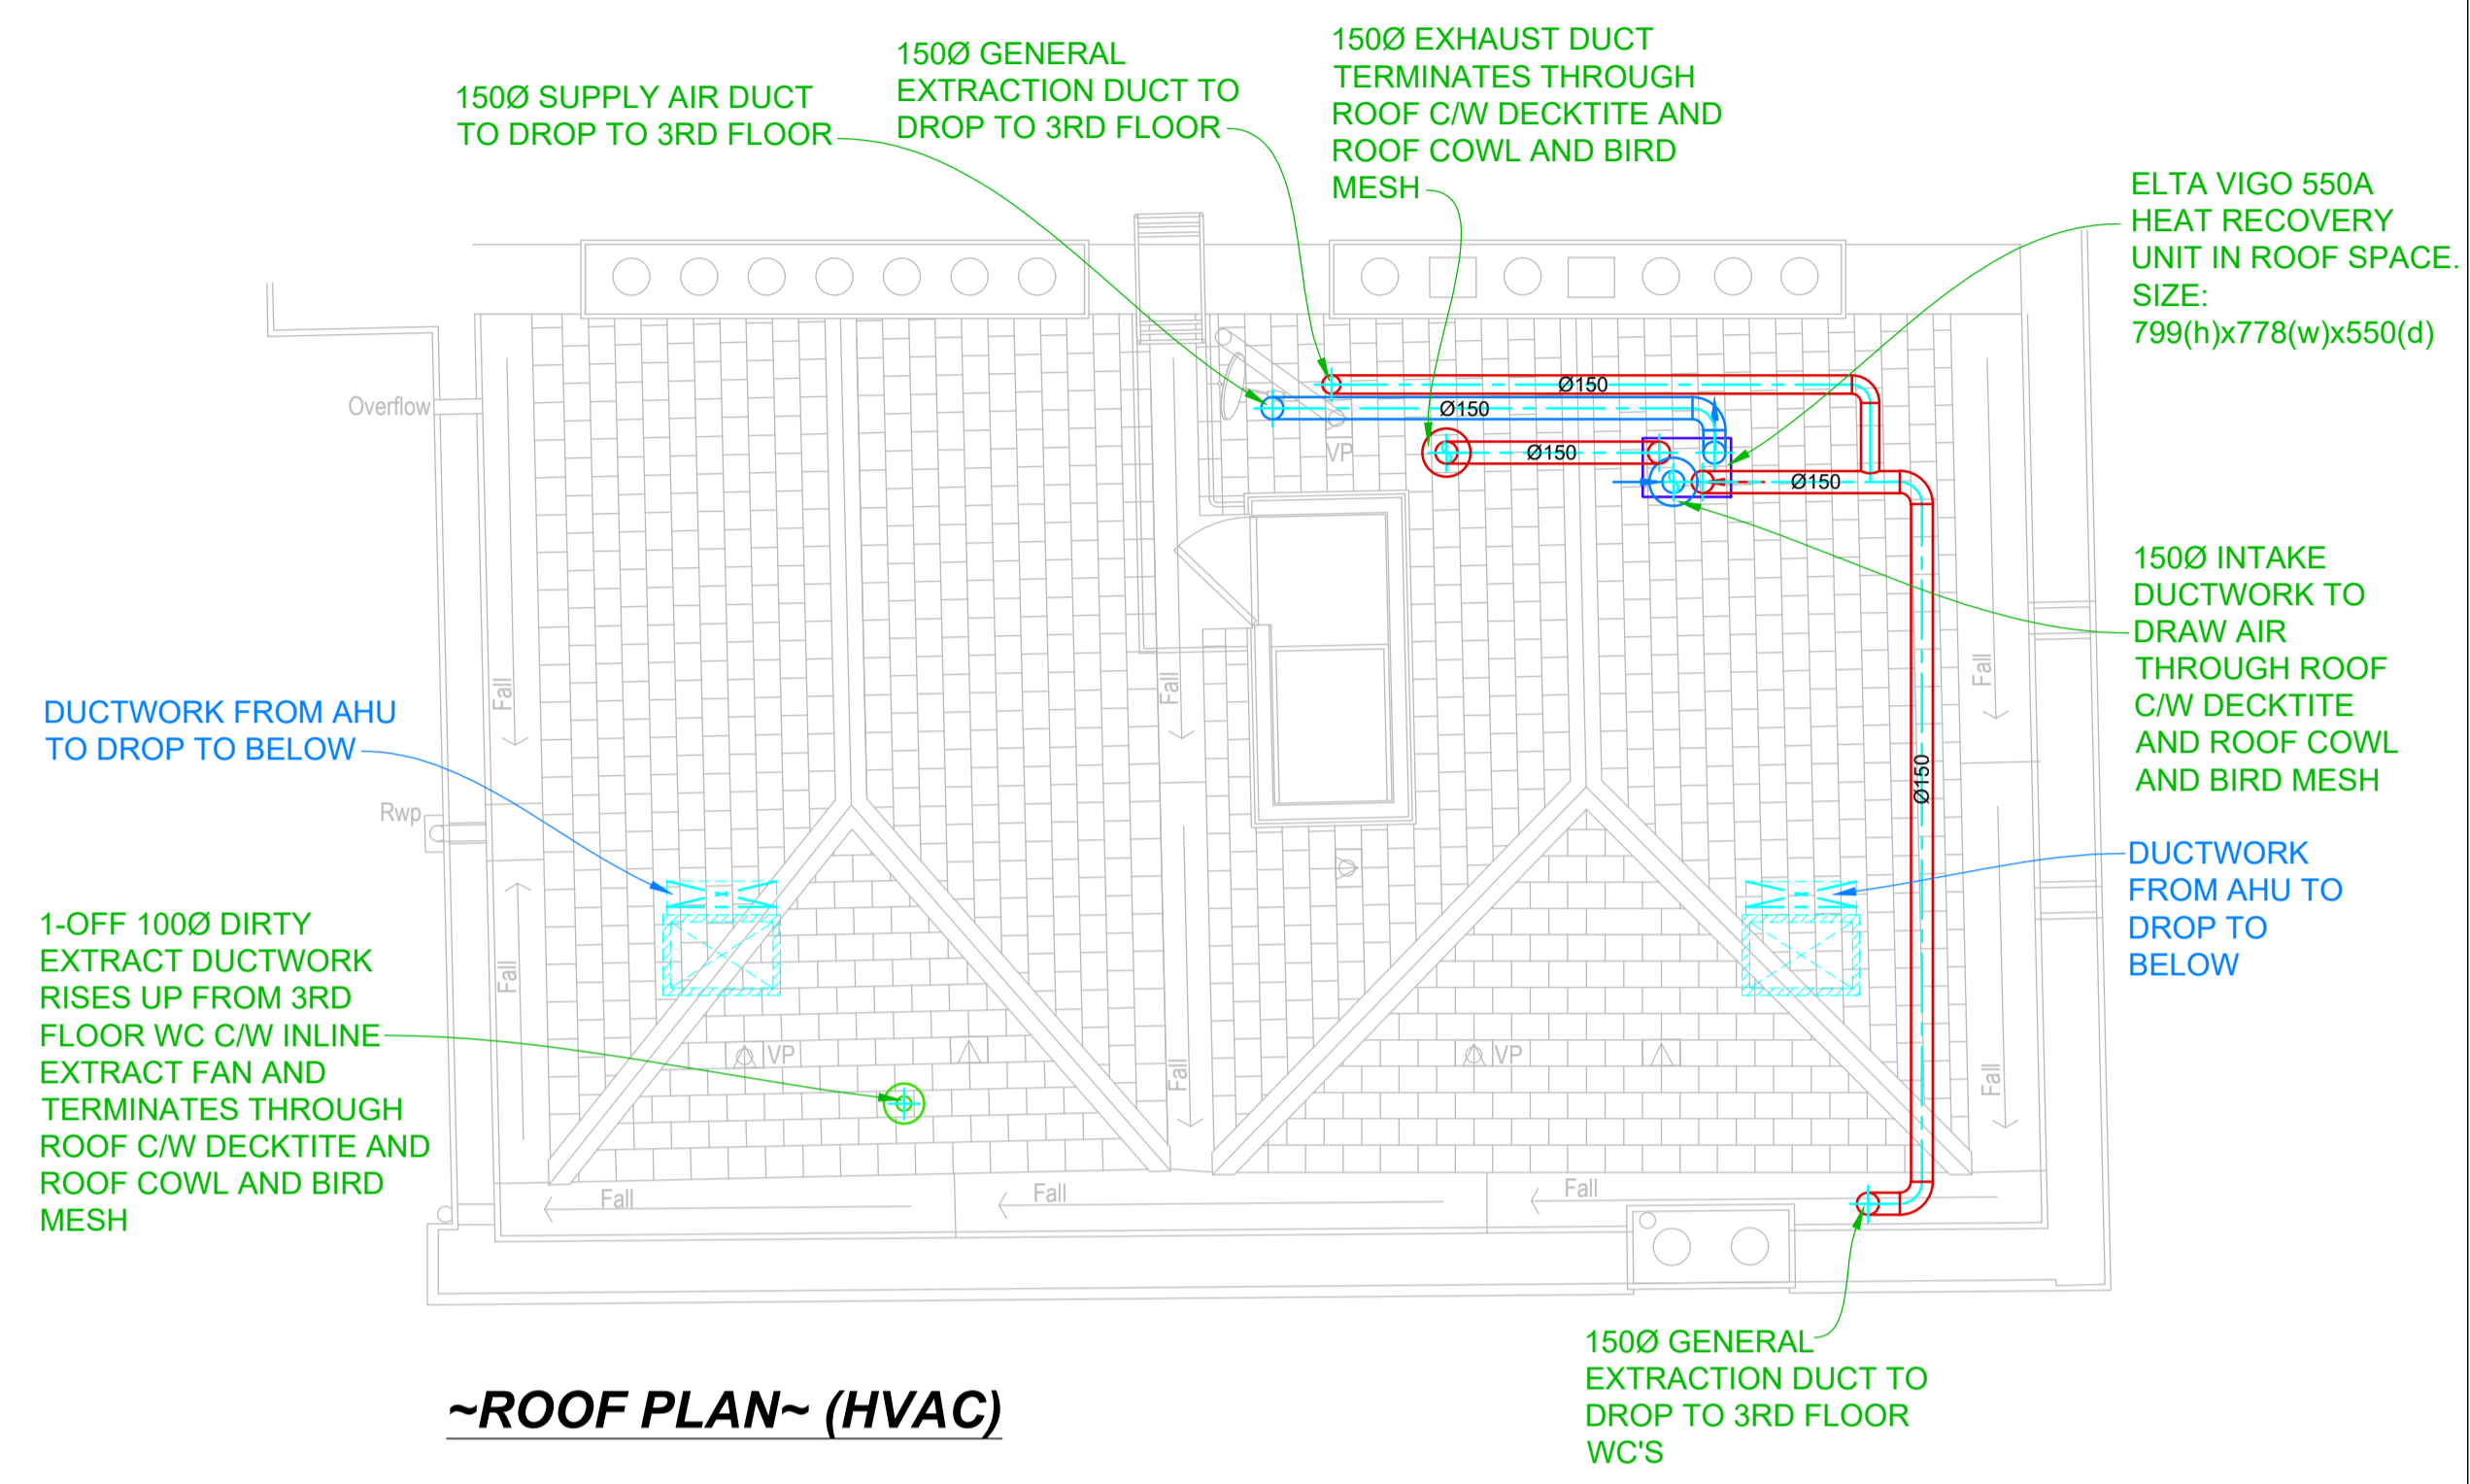 150Ø EXHAUST DUCT
TERMINATES THROUGH
ROOF C/W DECKTITE AND
ROOF COWL AND BIRD
MESH
150Ø GENERAL
EXTRACTION DUCT TO
DROP TO 3RD FLOOR
150Ø SUPPLY AIR DUCT
TO DROP TO 3RD FLOOR
ELTA VIGO 550A
HEAT RECOVERY
UNIT IN ROOF SPACE.
SIZE:
799(h)x778(w)x550(d)
Overflow
Ø150
Ø150
VP
Ø150
Ø150
150Ø INTAKE
DUCTWORK TO
DRAW AIR
THROUGH ROOF
C/W DECKTITE
AND ROOF COWL
AND BIRD MESH
Fall
Fall
Fall
DUCTWORK FROM AHU
TO DROP TO BELOW
Ø150
Rwp
DUCTWORK
FROM AHU TO
DROP TO
BELOW
1-OFF 100Ø DIRTY
EXTRACT DUCTWORK
RISES UP FROM 3RD
FLOOR WC C/W INLINE
EXTRACT FAN AND
TERMINATES THROUGH
ROOF C/W DECKTITE AND
ROOF COWL AND BIRD
MESH
Fall
VP
VP
Fall
Fall
Fall
Fall
Fall
150Ø GENERAL
EXTRACTION DUCT TO
DROP TO 3RD FLOOR
WC'S
~ROOF PLAN~ (HVAC)